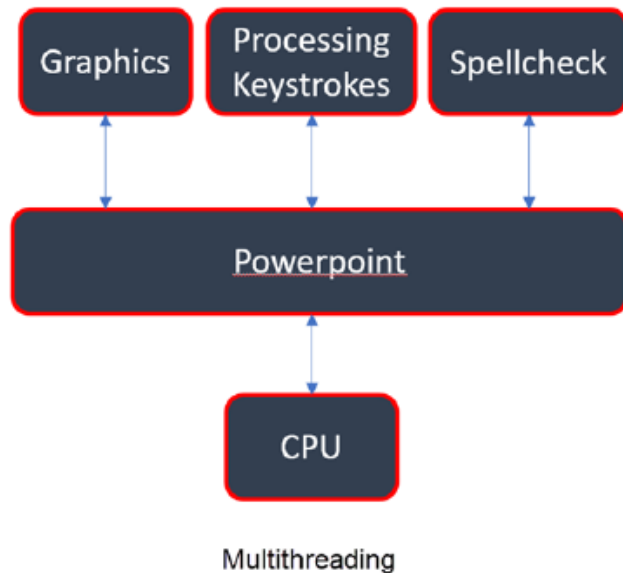 Graphics
Processing
Keystrokes
Spellcheck
Powerpoint
CPU
Multithreading